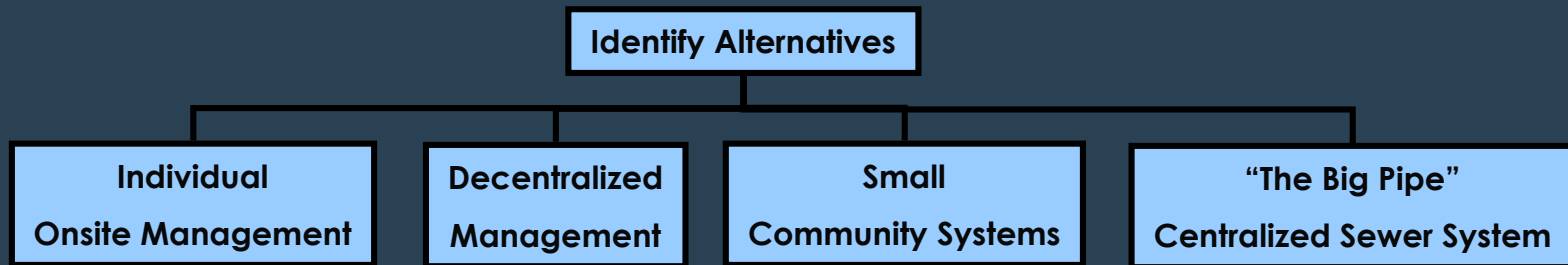 Identify Alternatives
Individual
Onsite Management
Decentralized
Management
Small
Community Systems
“The Big Pipe”
Centralized Sewer System